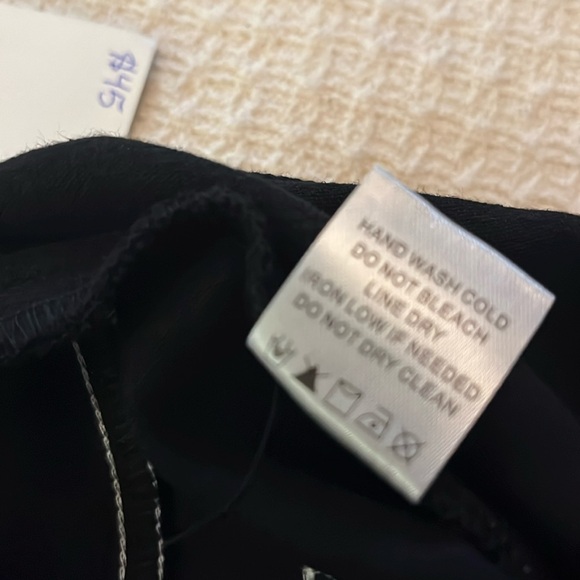 $45
HAND WASH COLD
DO NOT BLEACH
LINE DRY
IRON LOW IF NEEDED
DO NOT DRY CLEAN